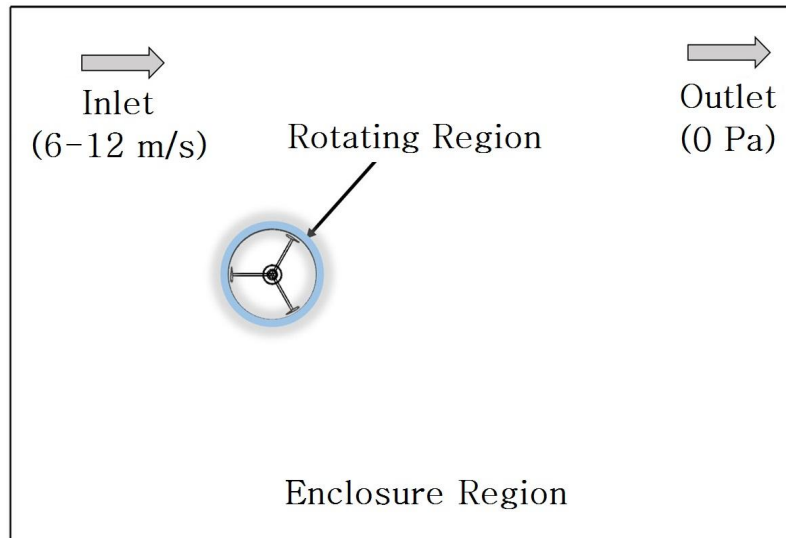 Inlet
(6-12 m/s)
Outlet
(0 Pa)
Rotating Region
Enclosure Region